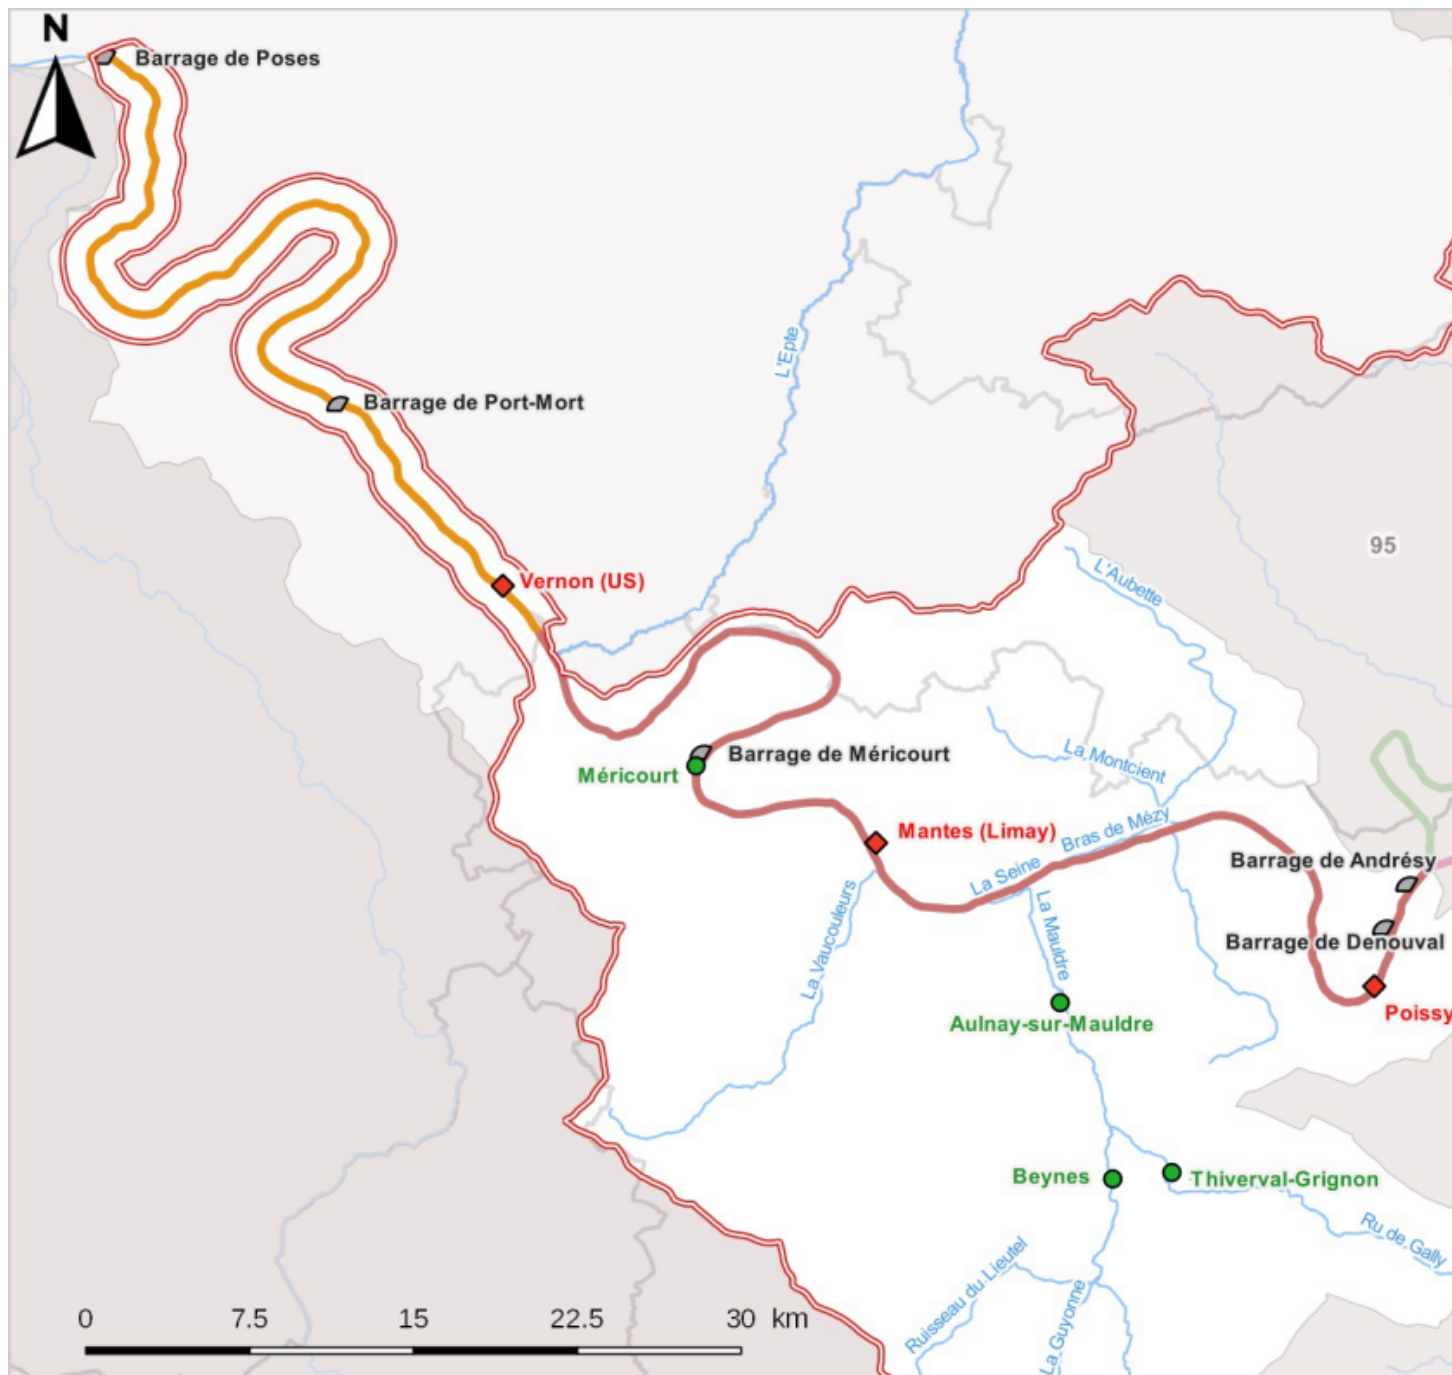 N
Barrage de Poses
L'Epte
Barrage de Port-Mort
95
L'Aubette
Vernon (US)
La Montcient
Barrage de Méricourt
Méricourt
Bras de Mézy
Mantes (Limay)
Barrage de Andrésy
La Seine
La Vaucouleurs
La Mauldre
Barrage de Denouval
Poissy
Aulnay-sur-Mauldre
Beynes
Thiverval-Grignon
Ru de Gally
Ruisseau du Lieutel
La Guyonne
0 7.5 15 22.5 30 km